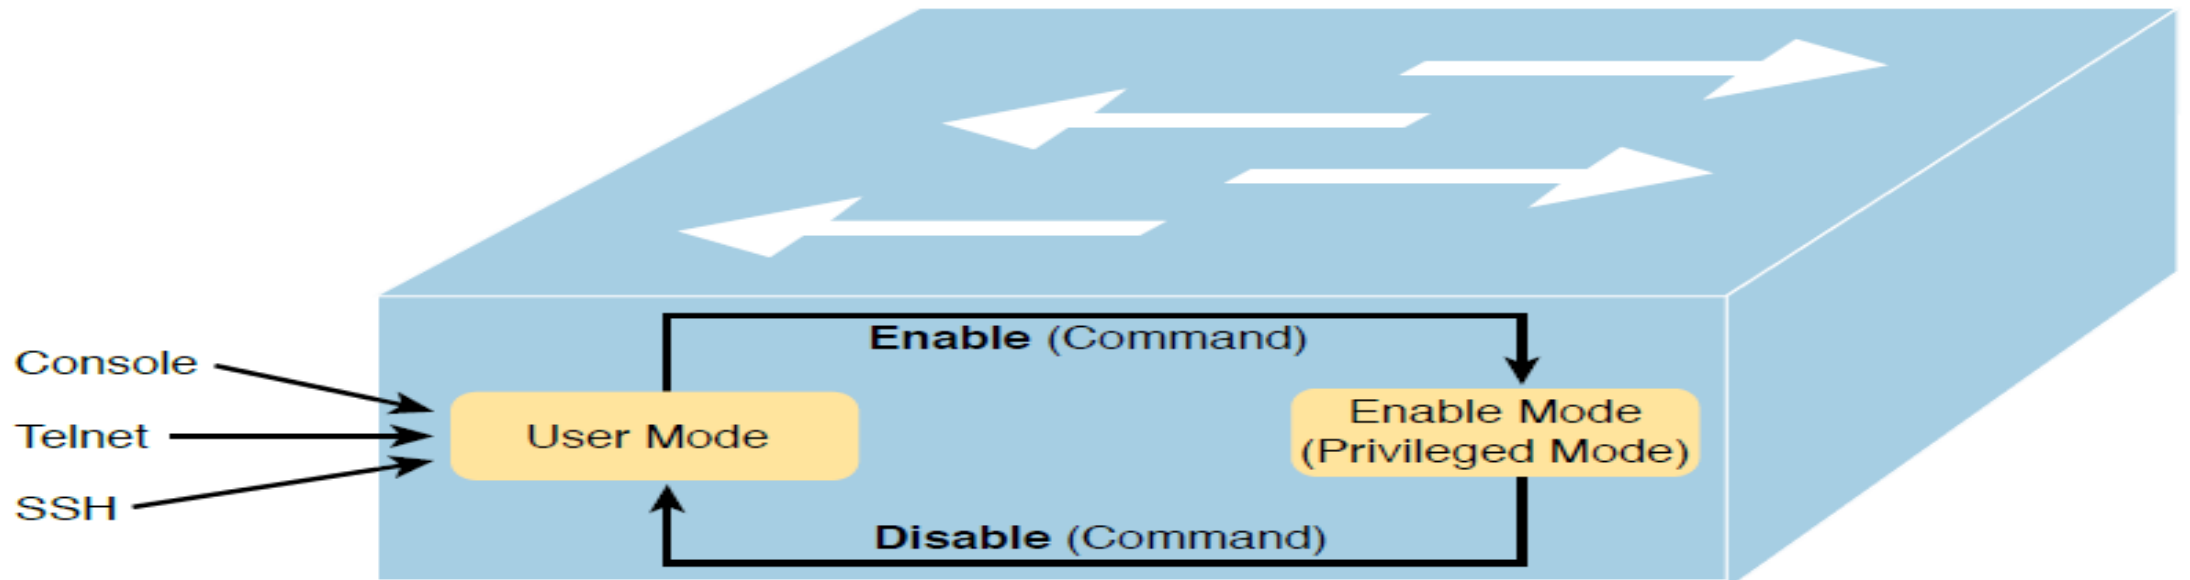 Enable (Command)
Console
Telnet
SSH
User Mode
Enable Mode
(Privileged Mode)
Disable (Command)